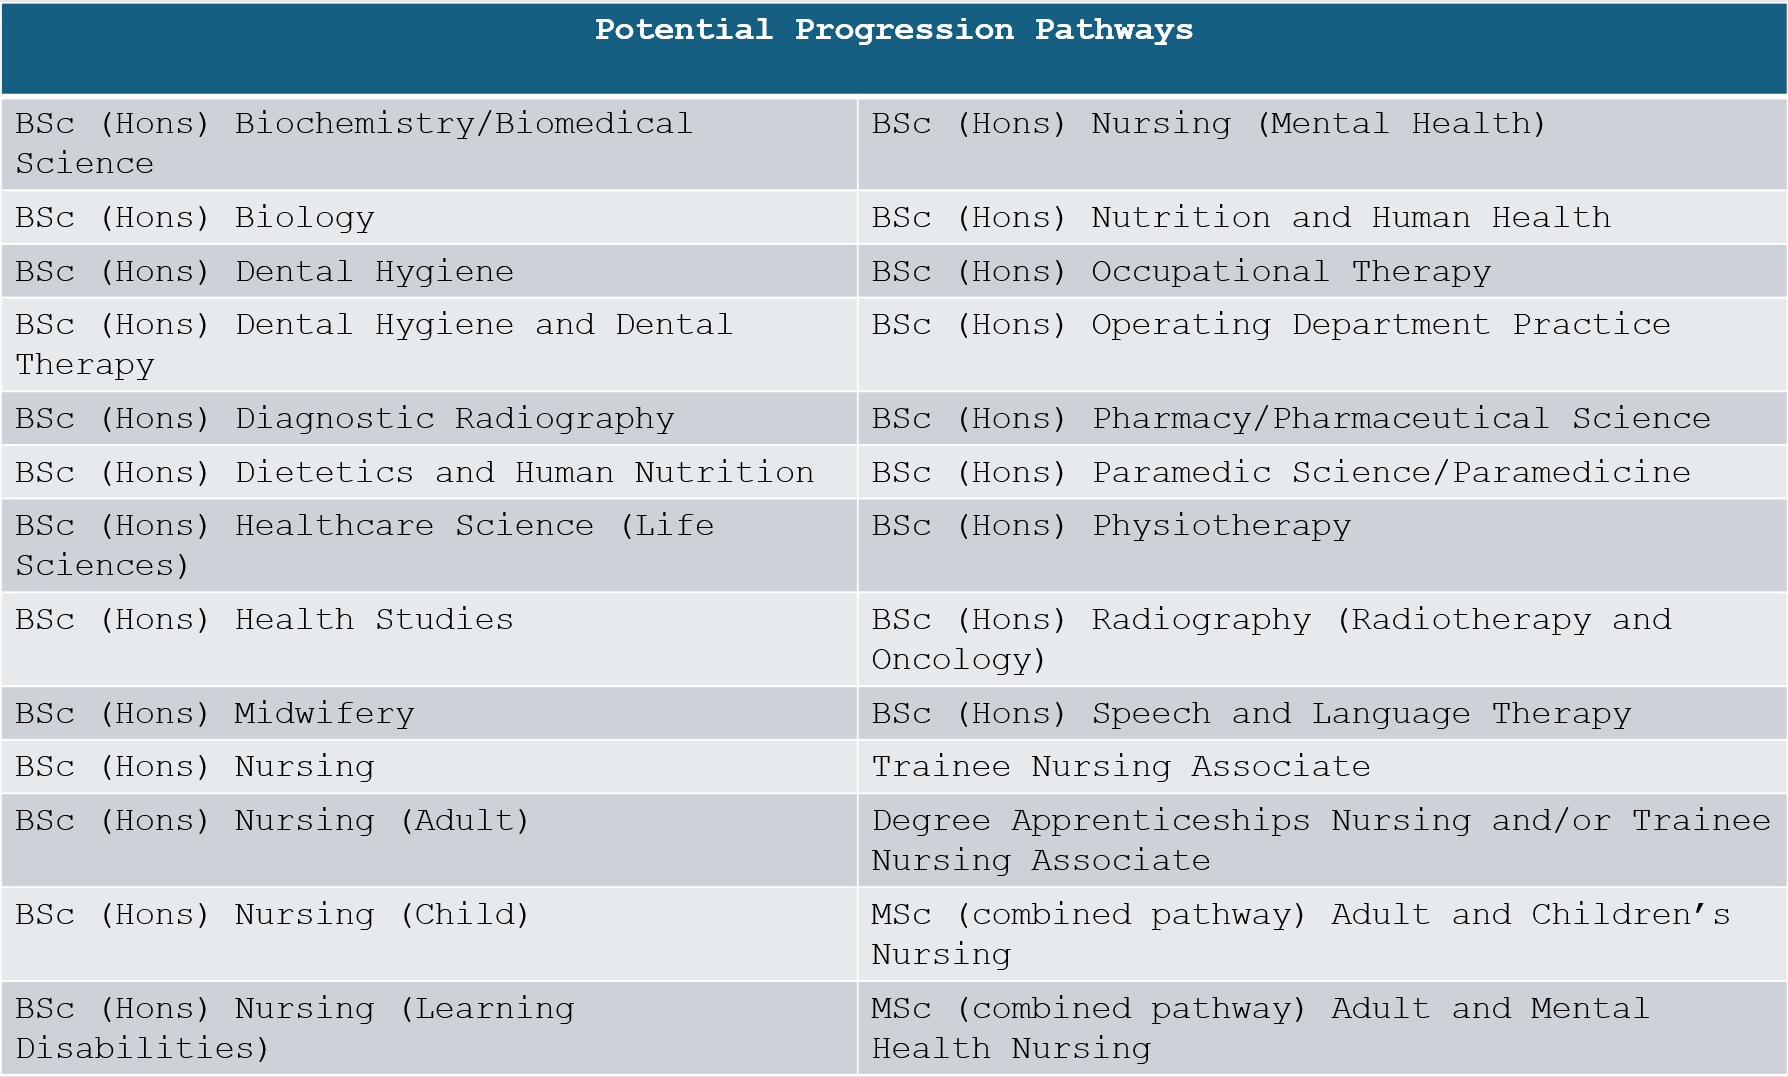 Potential Progression Pathways
BSc (Hons) Biochemistry/Biomedical
Science
BSc (Hons) Nursing (Mental Health)
BSc (Hons) Biology
BSc (Hons) Nutrition and Human Health
BSc (Hons) Dental Hygiene
BSc (Hons) Occupational Therapy
BSc (Hons) Dental Hygiene and Dental
Therapy
BSc (Hons) Operating Department Practice
BSc (Hons) Diagnostic Radiography
BSc (Hons) Pharmacy/Pharmaceutical Science
BSc (Hons) Dietetics and Human Nutrition
BSc (Hons) Paramedic Science/Paramedicine
BSc (Hons) Healthcare Science (Life
Sciences)
BSc (Hons) Physiotherapy
BSc (Hons) Health Studies
BSc (Hons) Radiography (Radiotherapy and
Oncology)
BSc (Hons) Midwifery
BSc (Hons) Speech and Language Therapy
BSc (Hons) Nursing
Trainee Nursing Associate
BSc (Hons) Nursing (Adult)
Degree Apprenticeships Nursing and/or Trainee
Nursing Associate
BSc (Hons) Nursing (Child)
MSc (combined pathway) Adult and Children’s
Nursing
BSc (Hons) Nursing (Learning
Disabilities)
MSc (combined pathway) Adult and Mental
Health Nursing